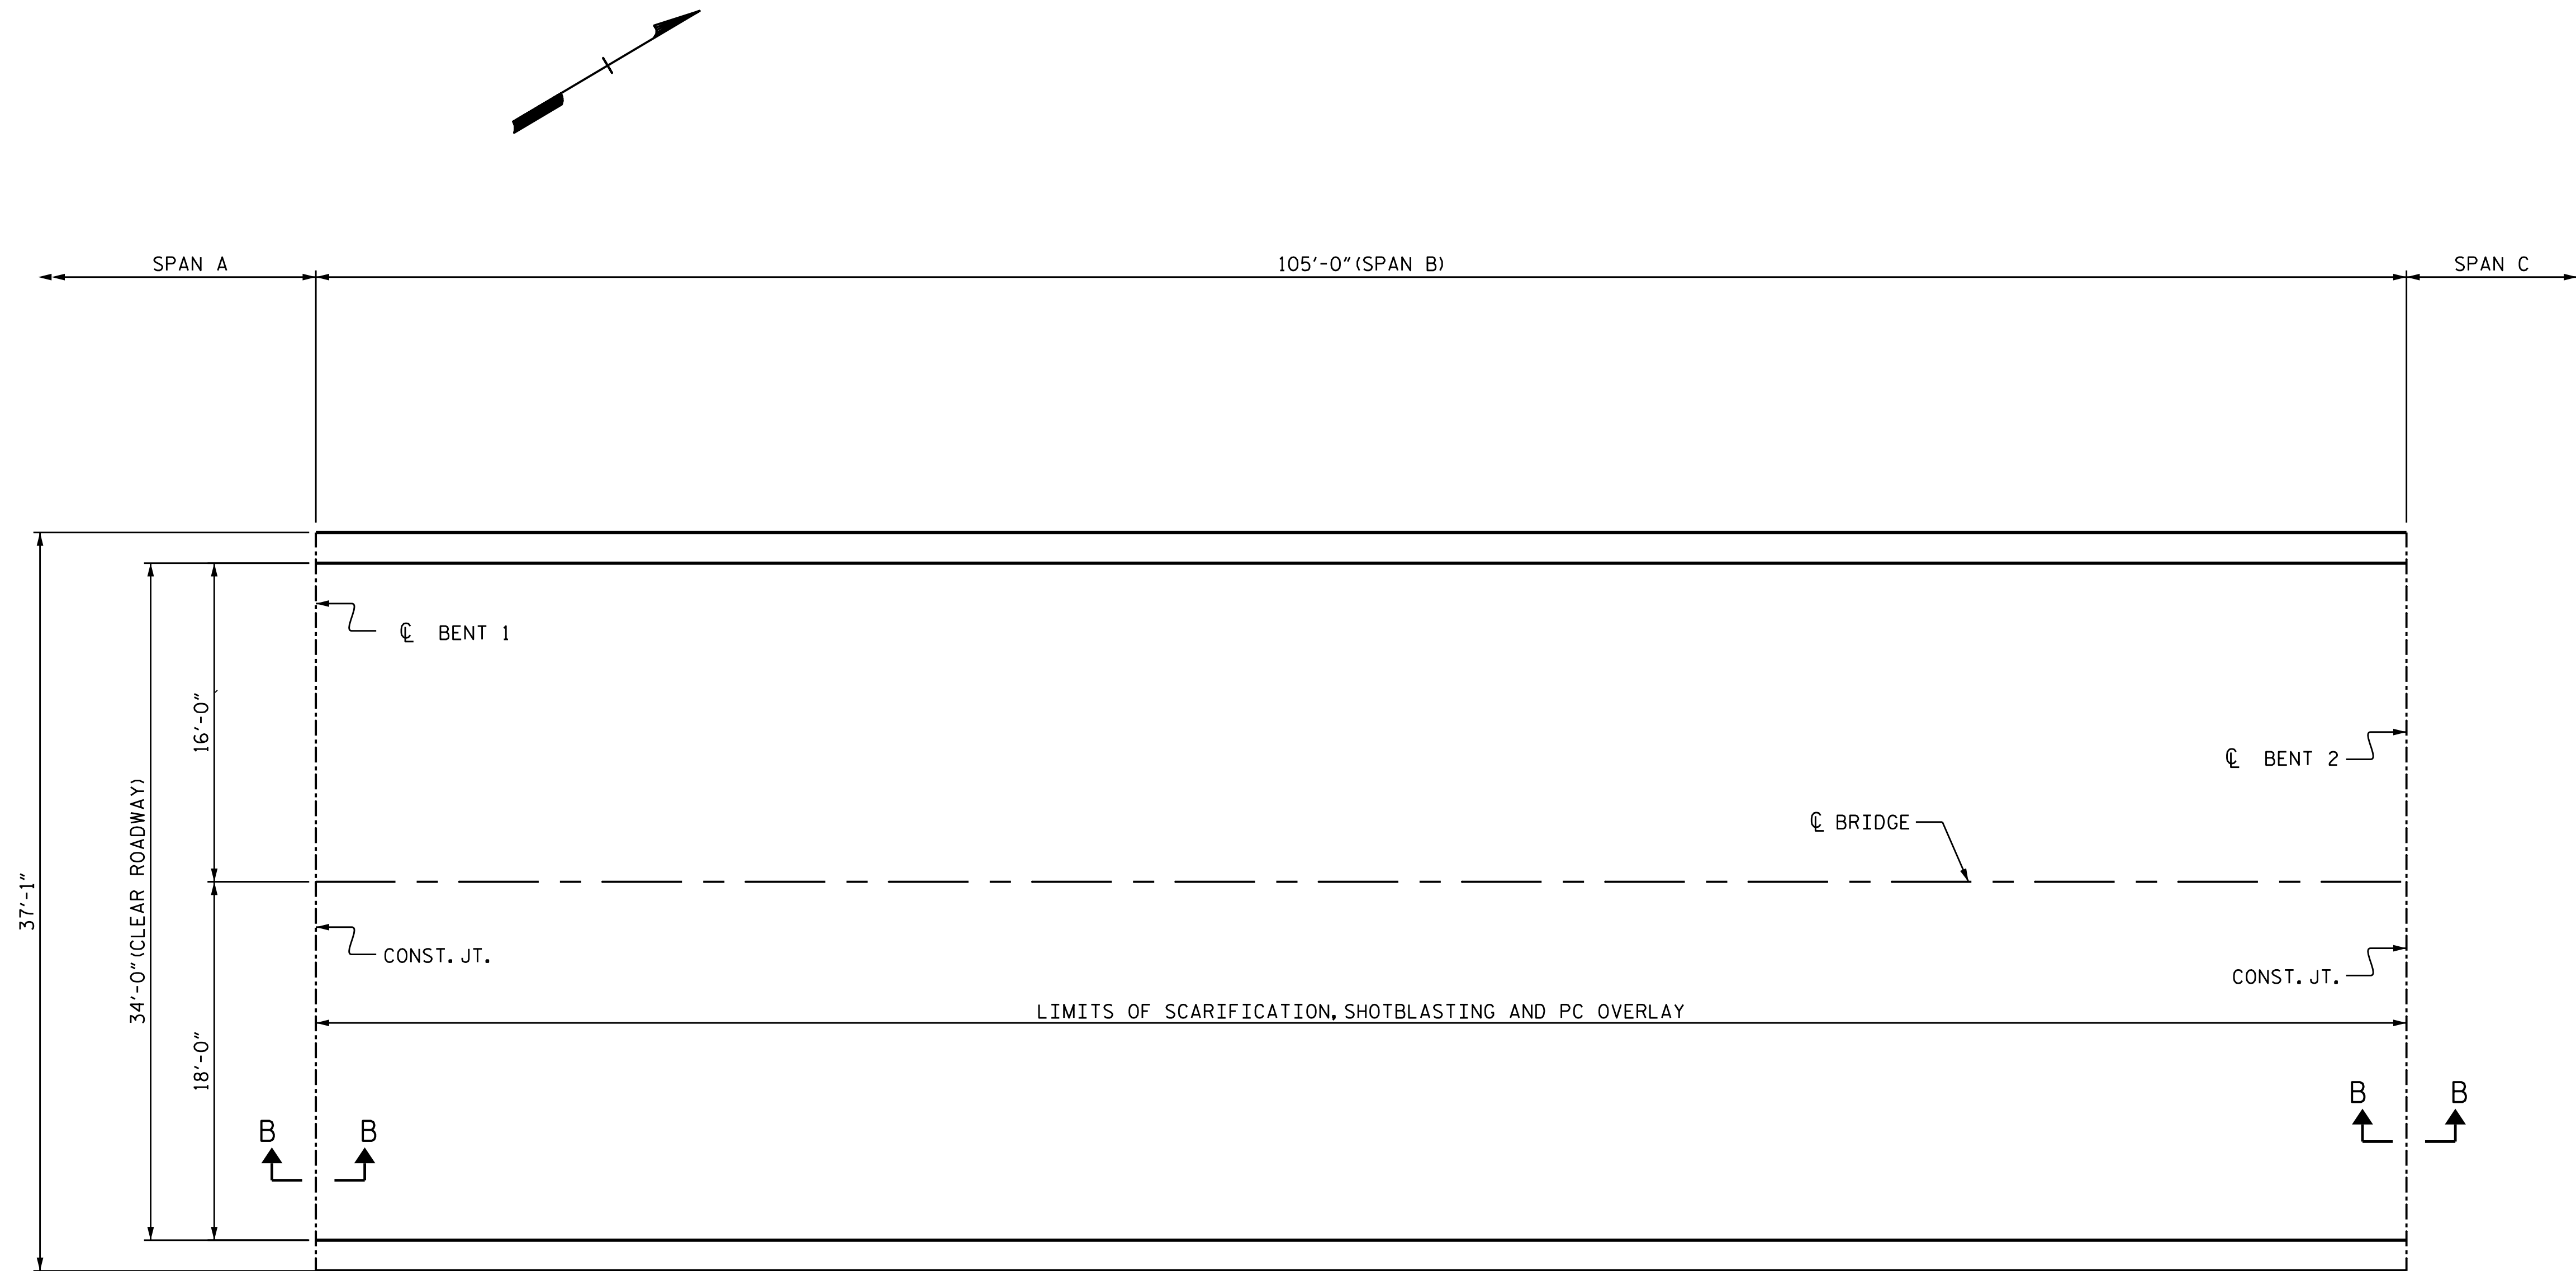 SPAN A
105'-0"(SPAN B)
SPAN C
℄ BENT 1
16'-0"
℄ BENT 2
34'-0"(CLEAR ROADWAY)
℄ BRIDGE
37'-1"
CONST. JT.
CONST. JT.
LIMITS OF SCARIFICATION, SHOTBLASTING AND PC OVERLAY
18'-0"
B B
B B